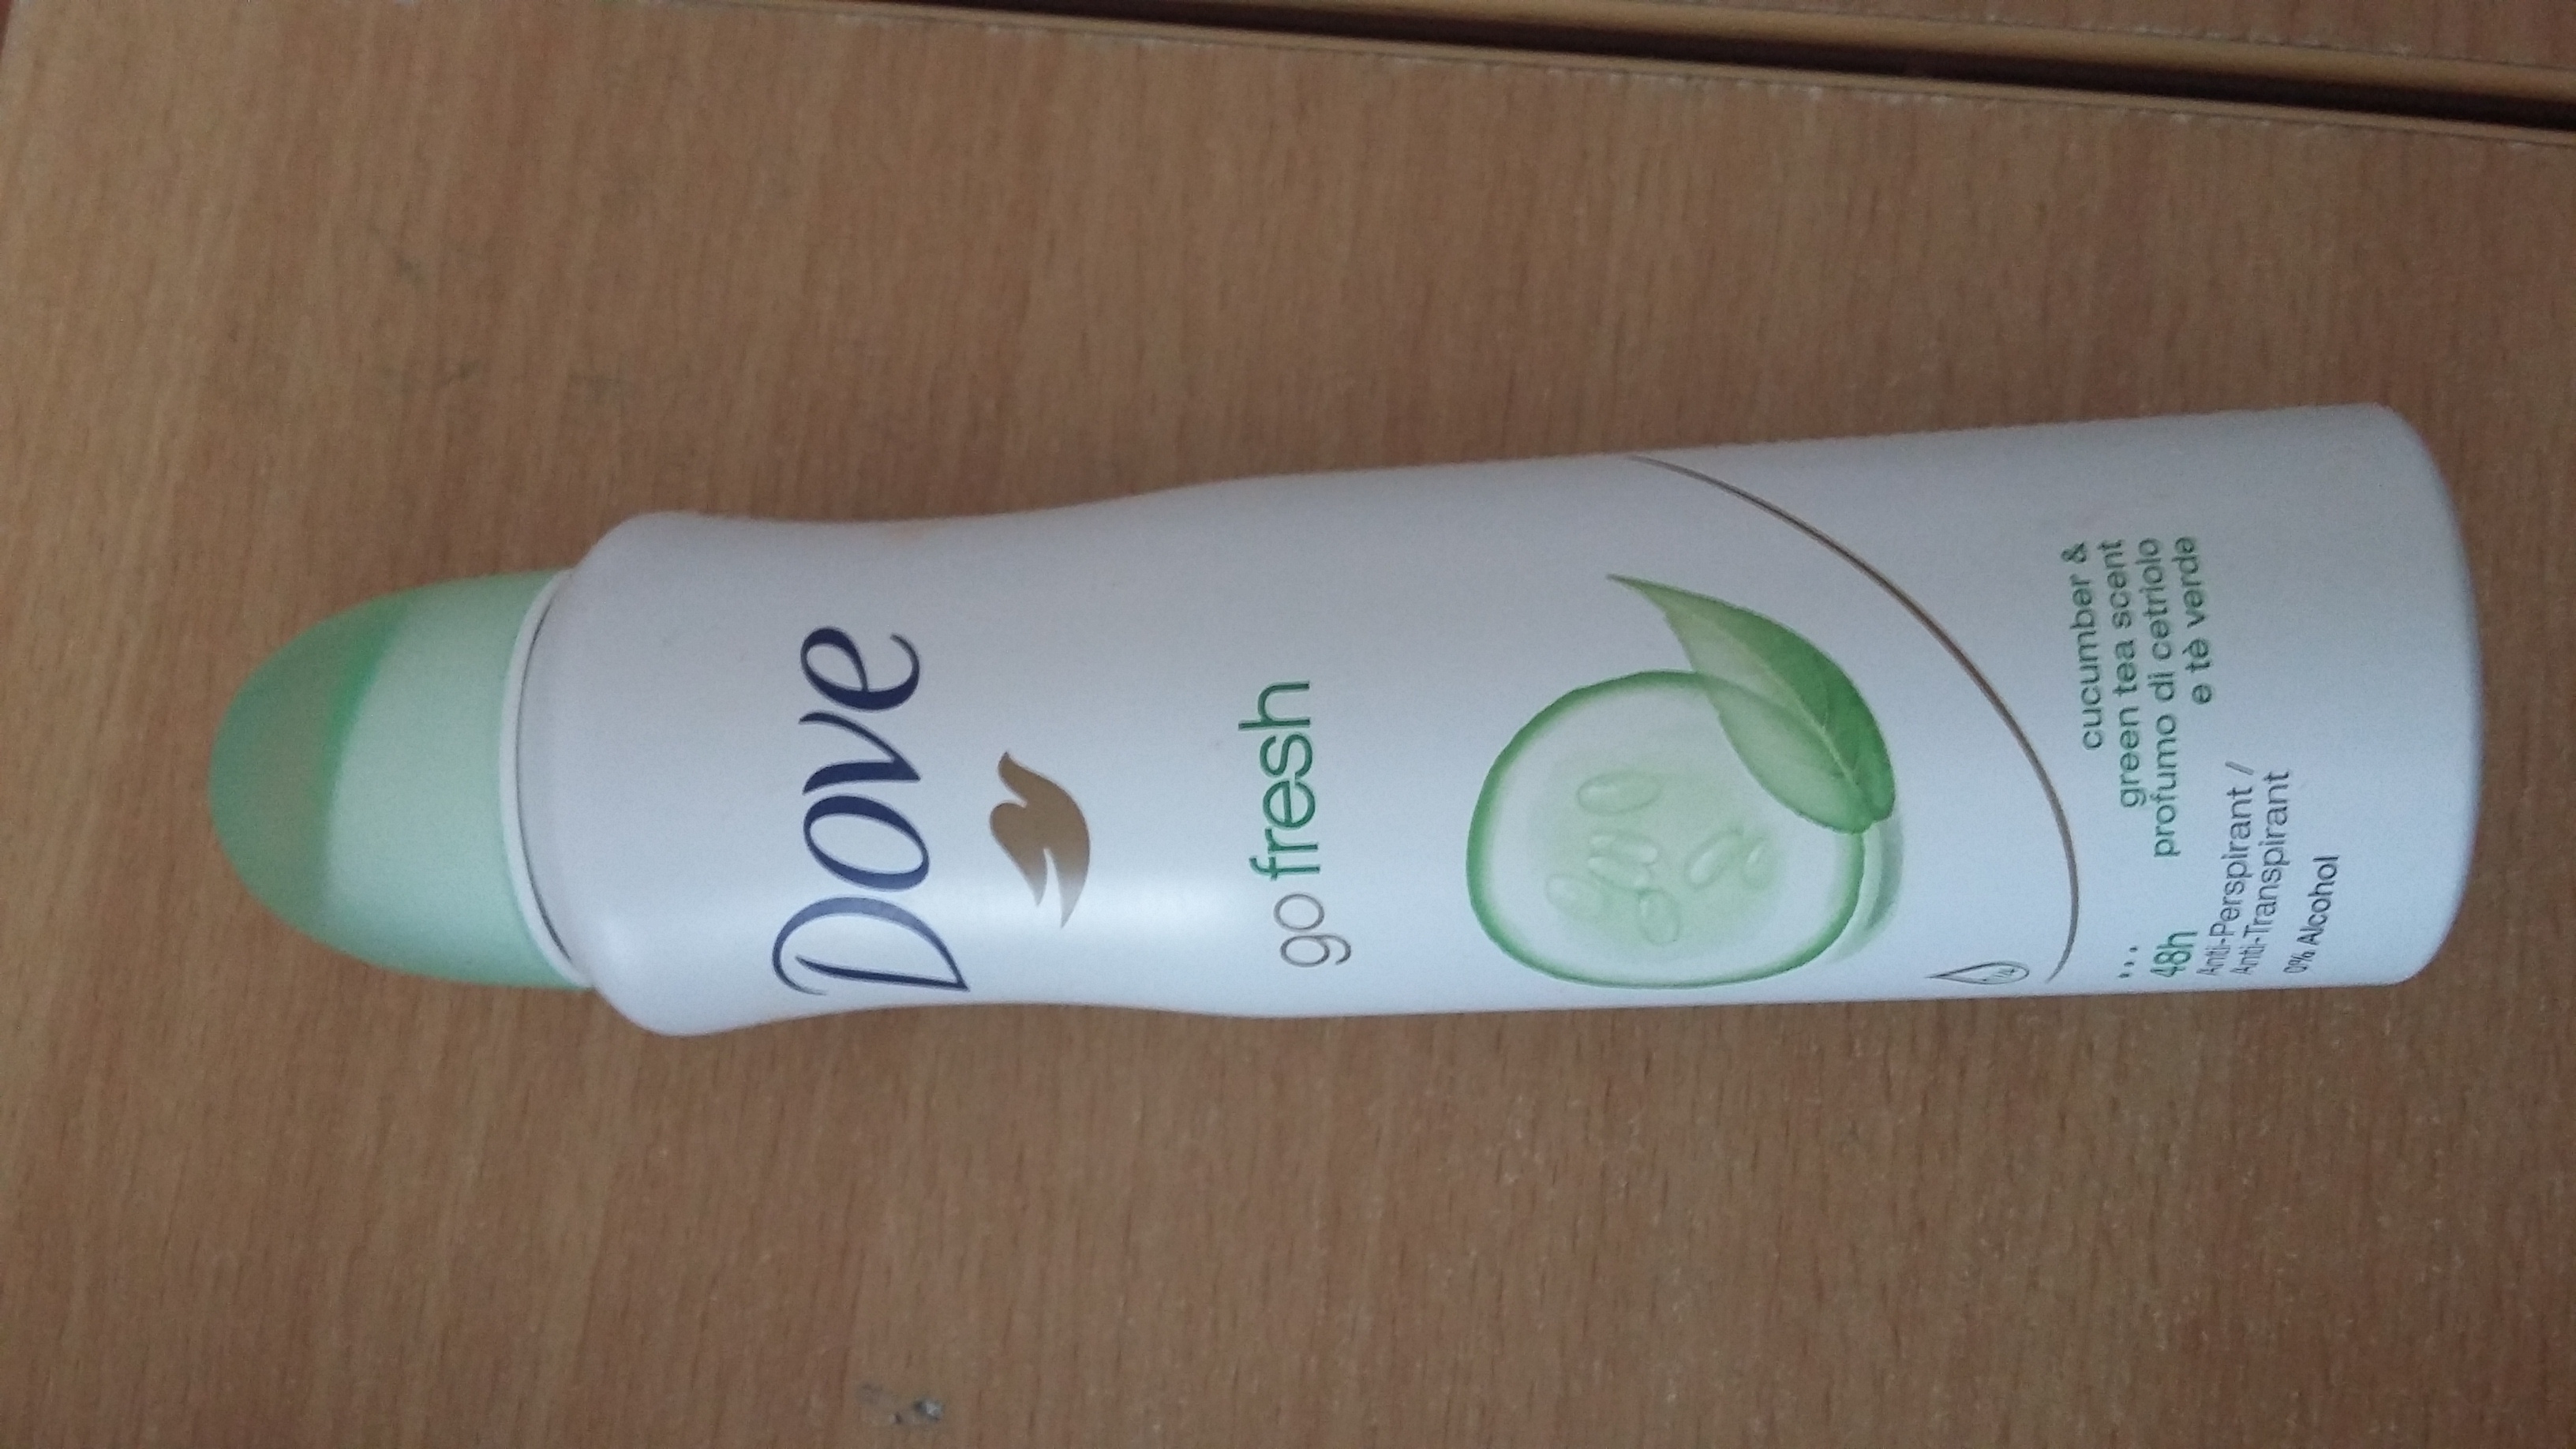 Dove
go fresh
cucumber &
green tea scent
profumo di cetriolo
e tè verde
48h
Anti-Perspirant /
Anti-Transpirant
0% Alcohol